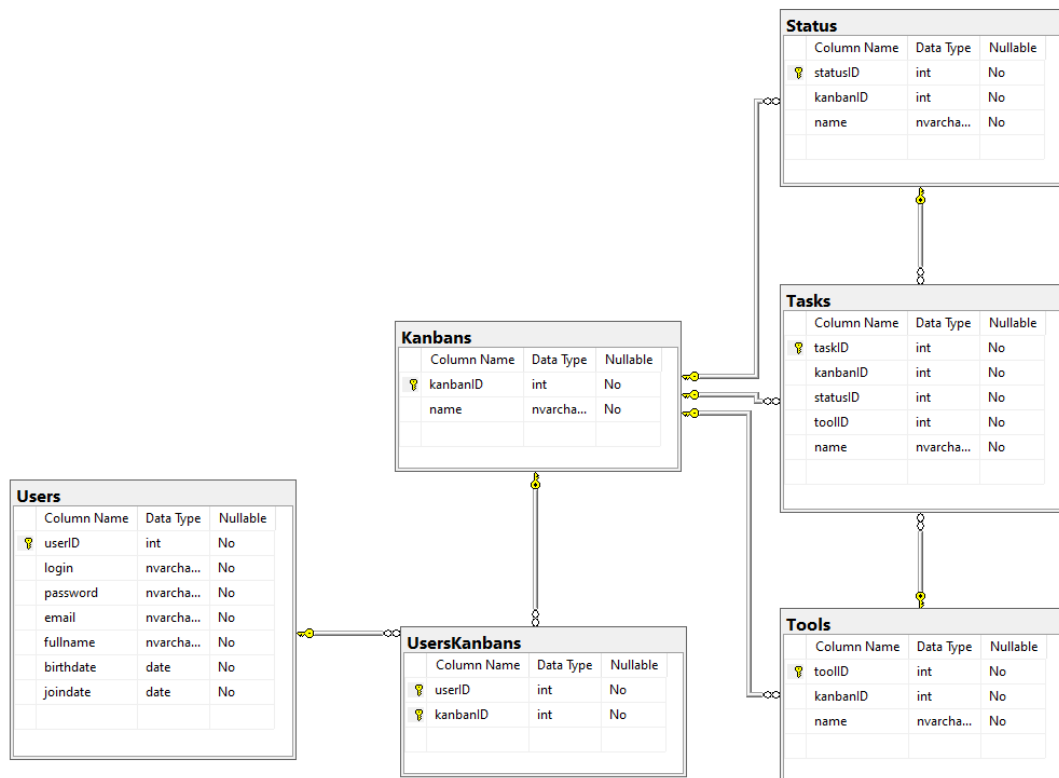 Status
Column Name Data Type Nullable
statusID int No
kanbanID int No
name nvarcha... No
Tasks
Column Name Data Type Nullable
taskID int No
kanbanID int No
statusID int No
toolID int No
name nvarcha... No
Kanbans
Column Name Data Type Nullable
kanbanID int No
name nvarcha... No
Users
Column Name Data Type Nullable
userID int No
login nvarcha... No
password nvarcha... No
email nvarcha... No
fullname nvarcha... No
birthdate date No
joindate date No
UsersKanbans
Column Name Data Type Nullable
userID int No
kanbanID int No
Tools
Column Name Data Type Nullable
toolID int No
kanbanID int No
name nvarcha... No